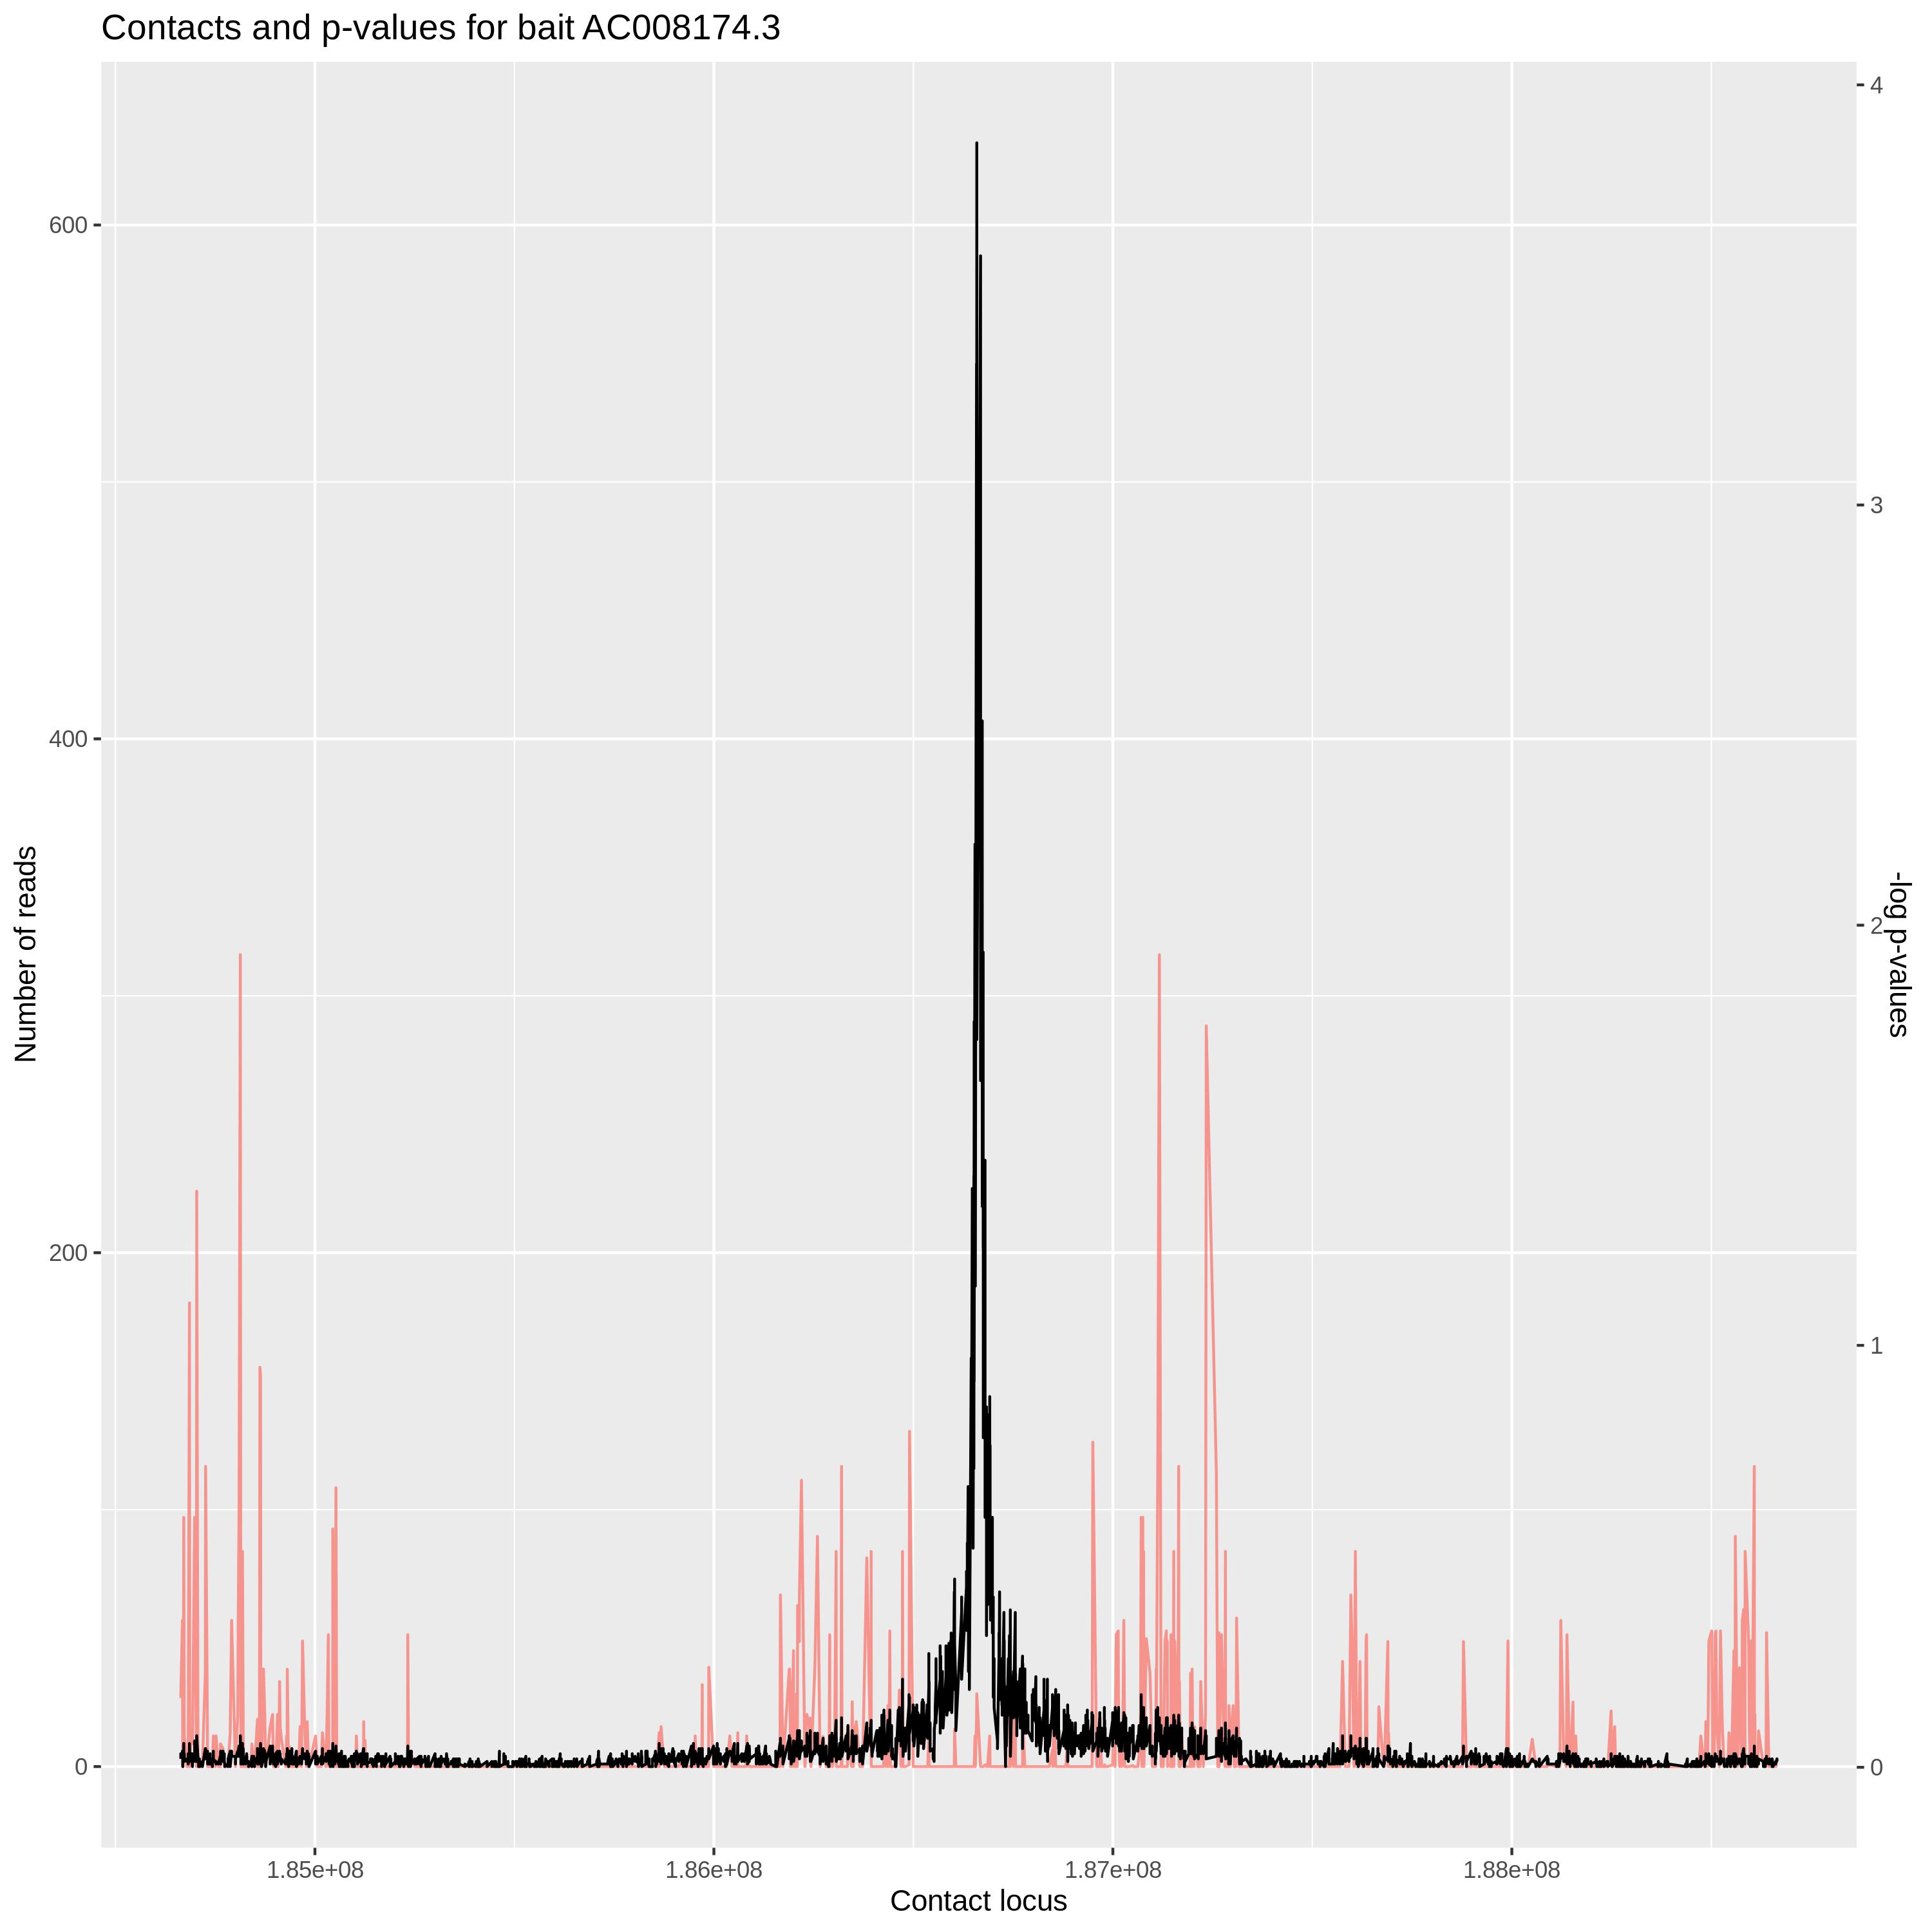 Contacts and p-values for bait AC008174.3
Number of reads
600
400
200
0
4
3
2
1
0
-log p-values
1.85e+08
1.86e+08
1.87e+08
1.88e+08
Contact locus